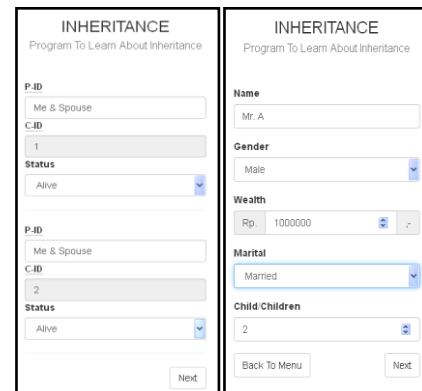 INHERITANCE
Program To Learn About Inheritance
P-ID
Me & Spouse
C-ID
1
Status
Alive
P-ID
Me & Spouse
C-ID
2
Status
Alive
Next
INHERITANCE
Program To Learn About Inheritance
Name
Mr. A
Gender
Male
Wealth
Rp. 1000000 ,-
Marital
Married
Child/Children
2
Back To Menu Next